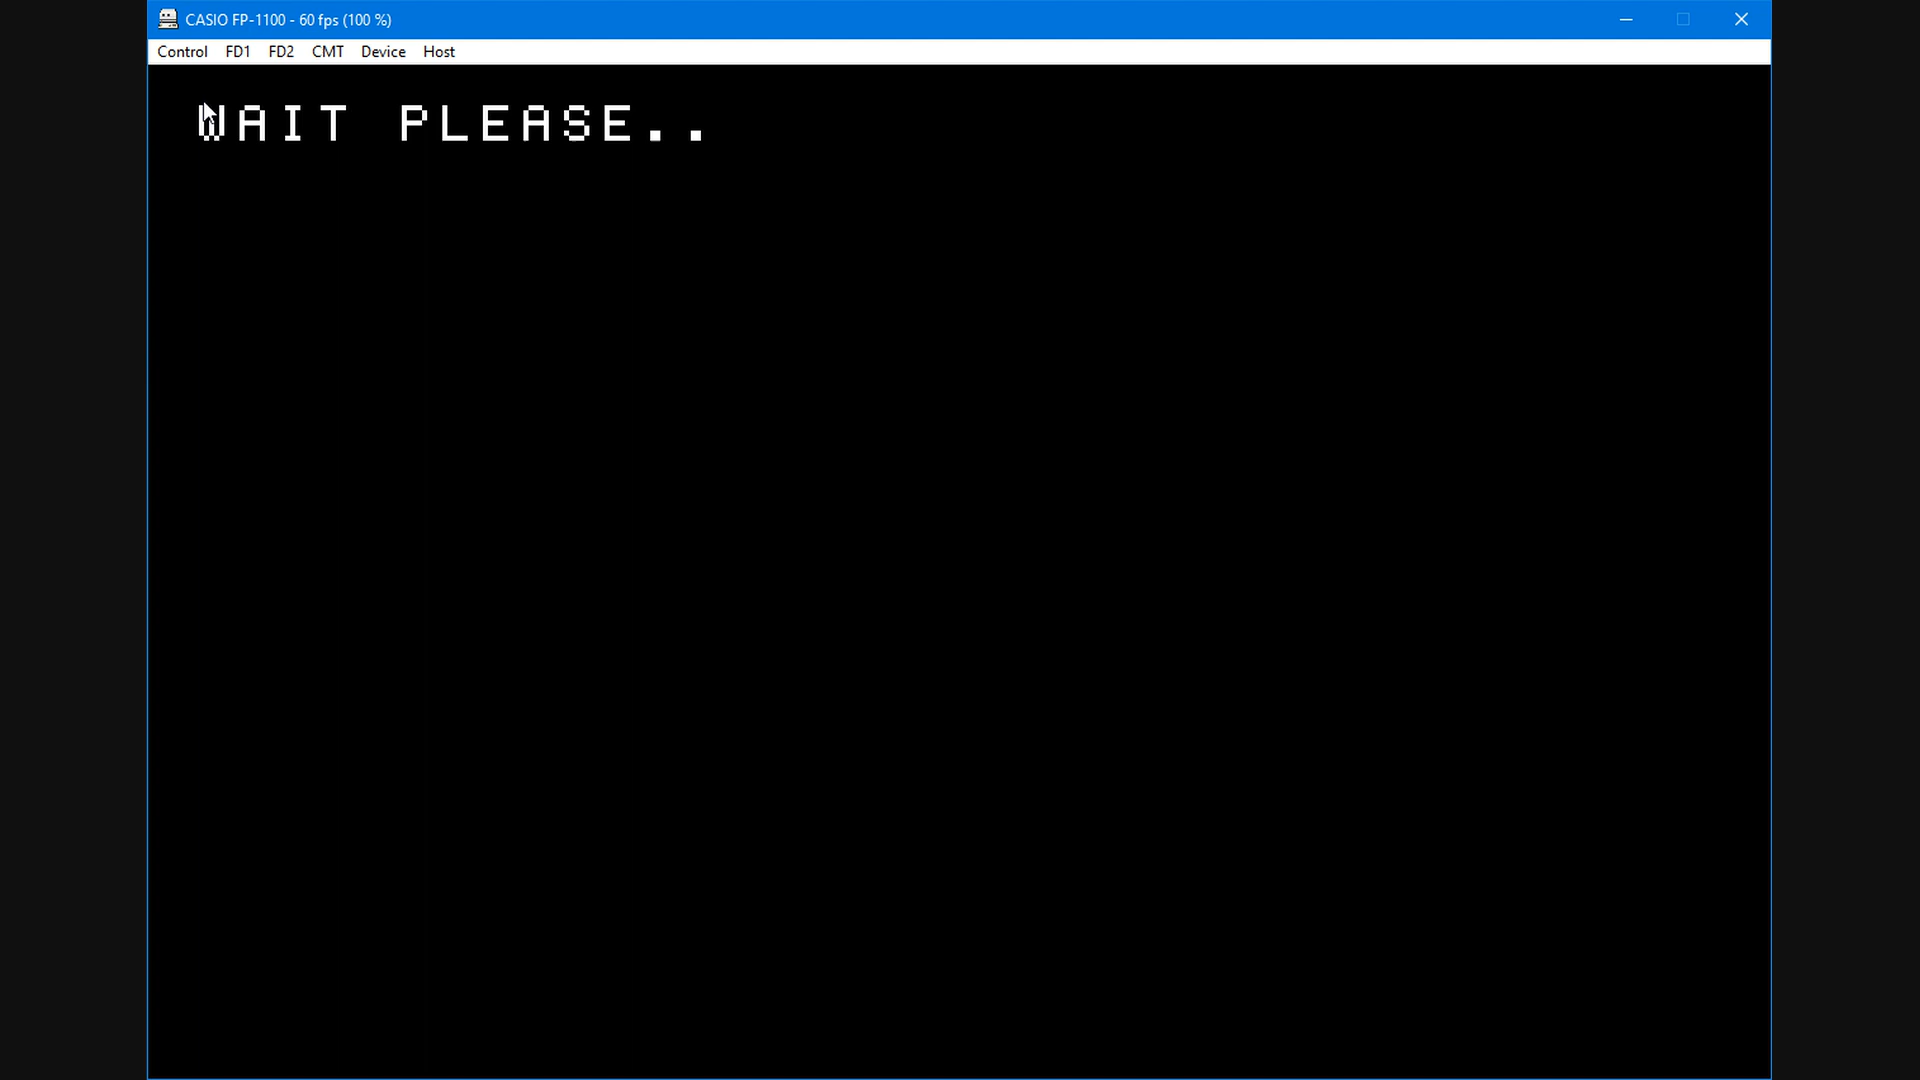 CASIO FP-1100 - 60 fps (100 %)
Control FD1 FD2 CMT Device Host
WAIT PLEASE..